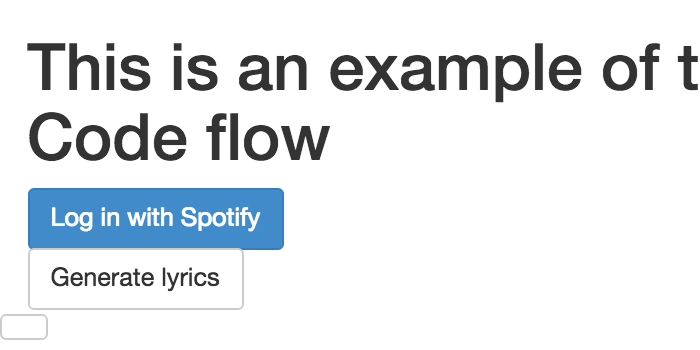 This is an example of t
Code flow
Log in with Spotify
Generate lyrics